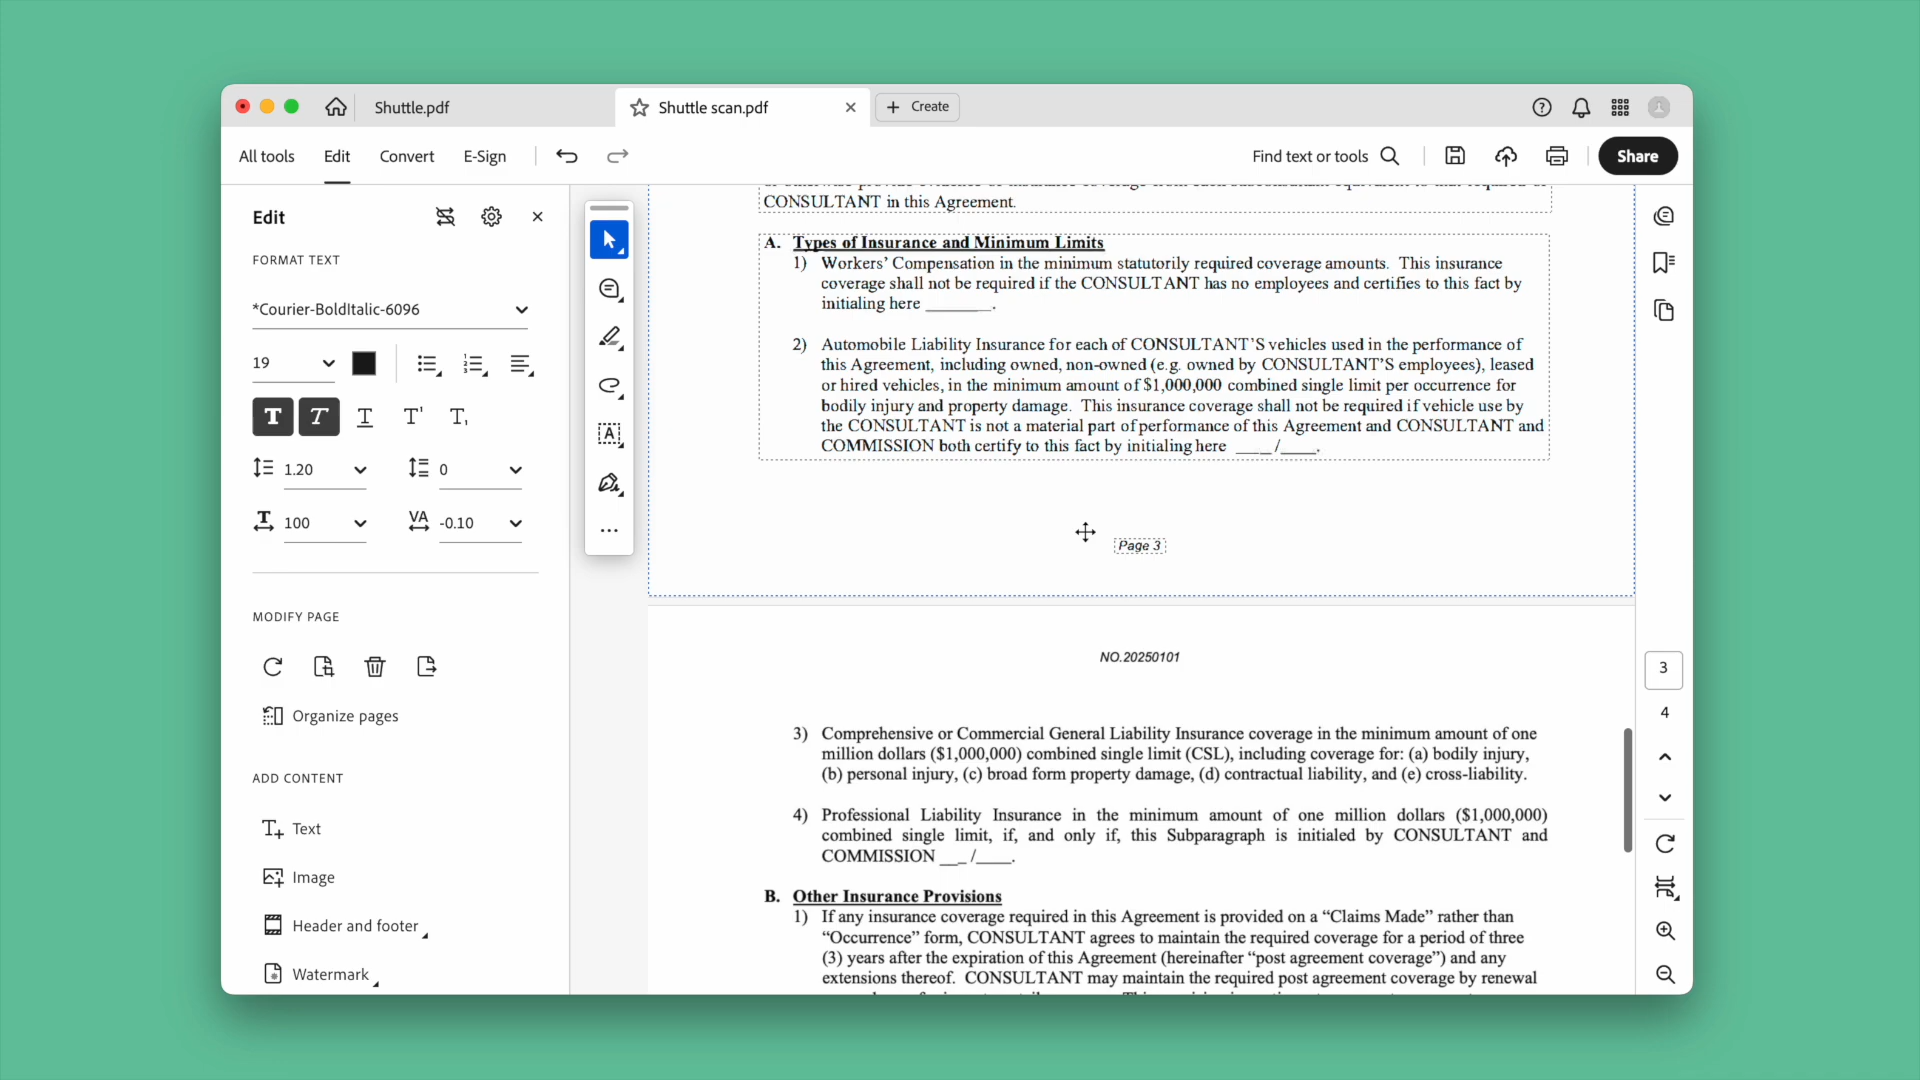 Shuttle.pdf
Shuttle scan.pdf
Create
All tools
Edit
Convert
E-Sign
Find text or tools
Share
Edit
FORMAT TEXT
*Courier-BoldItalic-6096
19
1.20
0
100
-0.10
MODIFY PAGE
Organize pages
ADD CONTENT
Text
Image
Header and footer
Watermark
CONSULTANT in this Agreement.
A. Types of Insurance and Minimum Limits
1) Workers' Compensation in the minimum statutorily required coverage amounts. This insurance
coverage shall not be required if the CONSULTANT has no employees and certifies to this fact by
initialing here ________.
2) Automobile Liability Insurance for each of CONSULTANT'S vehicles used in the performance of
this Agreement, including owned, non-owned (e.g. owned by CONSULTANT'S employees), leased
or hired vehicles, in the minimum amount of $1,000,000 combined single limit per occurrence for
bodily injury and property damage. This insurance coverage shall not be required if vehicle use by
the CONSULTANT is not a material part of performance of this Agreement and CONSULTANT and
COMMISSION both certify to this fact by initialing here ____ /____.
Page 3
NO.20250101
3) Comprehensive or Commercial General Liability Insurance coverage in the minimum amount of one
million dollars ($1,000,000) combined single limit (CSL), including coverage for: (a) bodily injury,
(b) personal injury, (c) broad form property damage, (d) contractual liability, and (e) cross-liability.
4) Professional Liability Insurance in the minimum amount of one million dollars ($1,000,000)
combined single limit, if, and only if, this Subparagraph is initialed by CONSULTANT and
COMMISSION ___ /____.
B. Other Insurance Provisions
1) If any insurance coverage required in this Agreement is provided on a “Claims Made” rather than
“Occurrence” form, CONSULTANT agrees to maintain the required coverage for a period of three
(3) years after the expiration of this Agreement (hereinafter “post agreement coverage”) and any
extensions thereof. CONSULTANT may maintain the required post agreement coverage by renewal
3
4